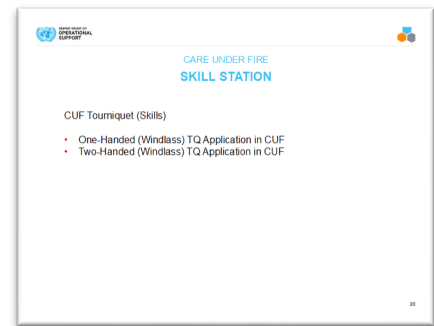 DEPARTMENT OF
OPERATIONAL
SUPPORT
CARE UNDER FIRE
SKILL STATION
CUF Tourniquet (Skills)
• One-Handed (Windlass) TQ Application in CUF
• Two-Handed (Windlass) TQ Application in CUF